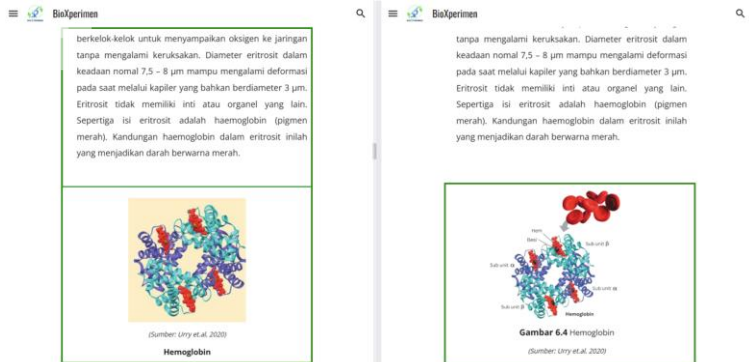 BioXperimen
berkelok-kelok untuk menyampaikan oksigen ke jaringan
tanpa mengalami keruksakan. Diameter eritrosit dalam
keadaan nomal 7,5 – 8 µm mampu mengalami deformasi
pada saat melalui kapiler yang bahkan berdiameter 3 µm.
Eritrosit tidak memiliki inti atau organel yang lain.
Sepertiga isi eritrosit adalah haemoglobin (pigmen
merah). Kandungan haemoglobin dalam eritrosit inilah
yang menjadikan darah berwarna merah.
(Sumber: Urry et.al. 2020)
Hemoglobin
BioXperimen
tanpa mengalami keruksakan. Diameter eritrosit dalam
keadaan nomal 7,5 – 8 µm mampu mengalami deformasi
pada saat melalui kapiler yang bahkan berdiameter 3 µm.
Eritrosit tidak memiliki inti atau organel yang lain.
Sepertiga isi eritrosit adalah haemoglobin (pigmen
merah). Kandungan haemoglobin dalam eritrosit inilah
yang menjadikan darah berwarna merah.
Hem
Besi
Sub unit β
Sub unit α
Sub unit α
Sub unit β
Hemoglobin
Gambar 6.4 Hemoglobin
(Sumber: Urry et.al. 2020)